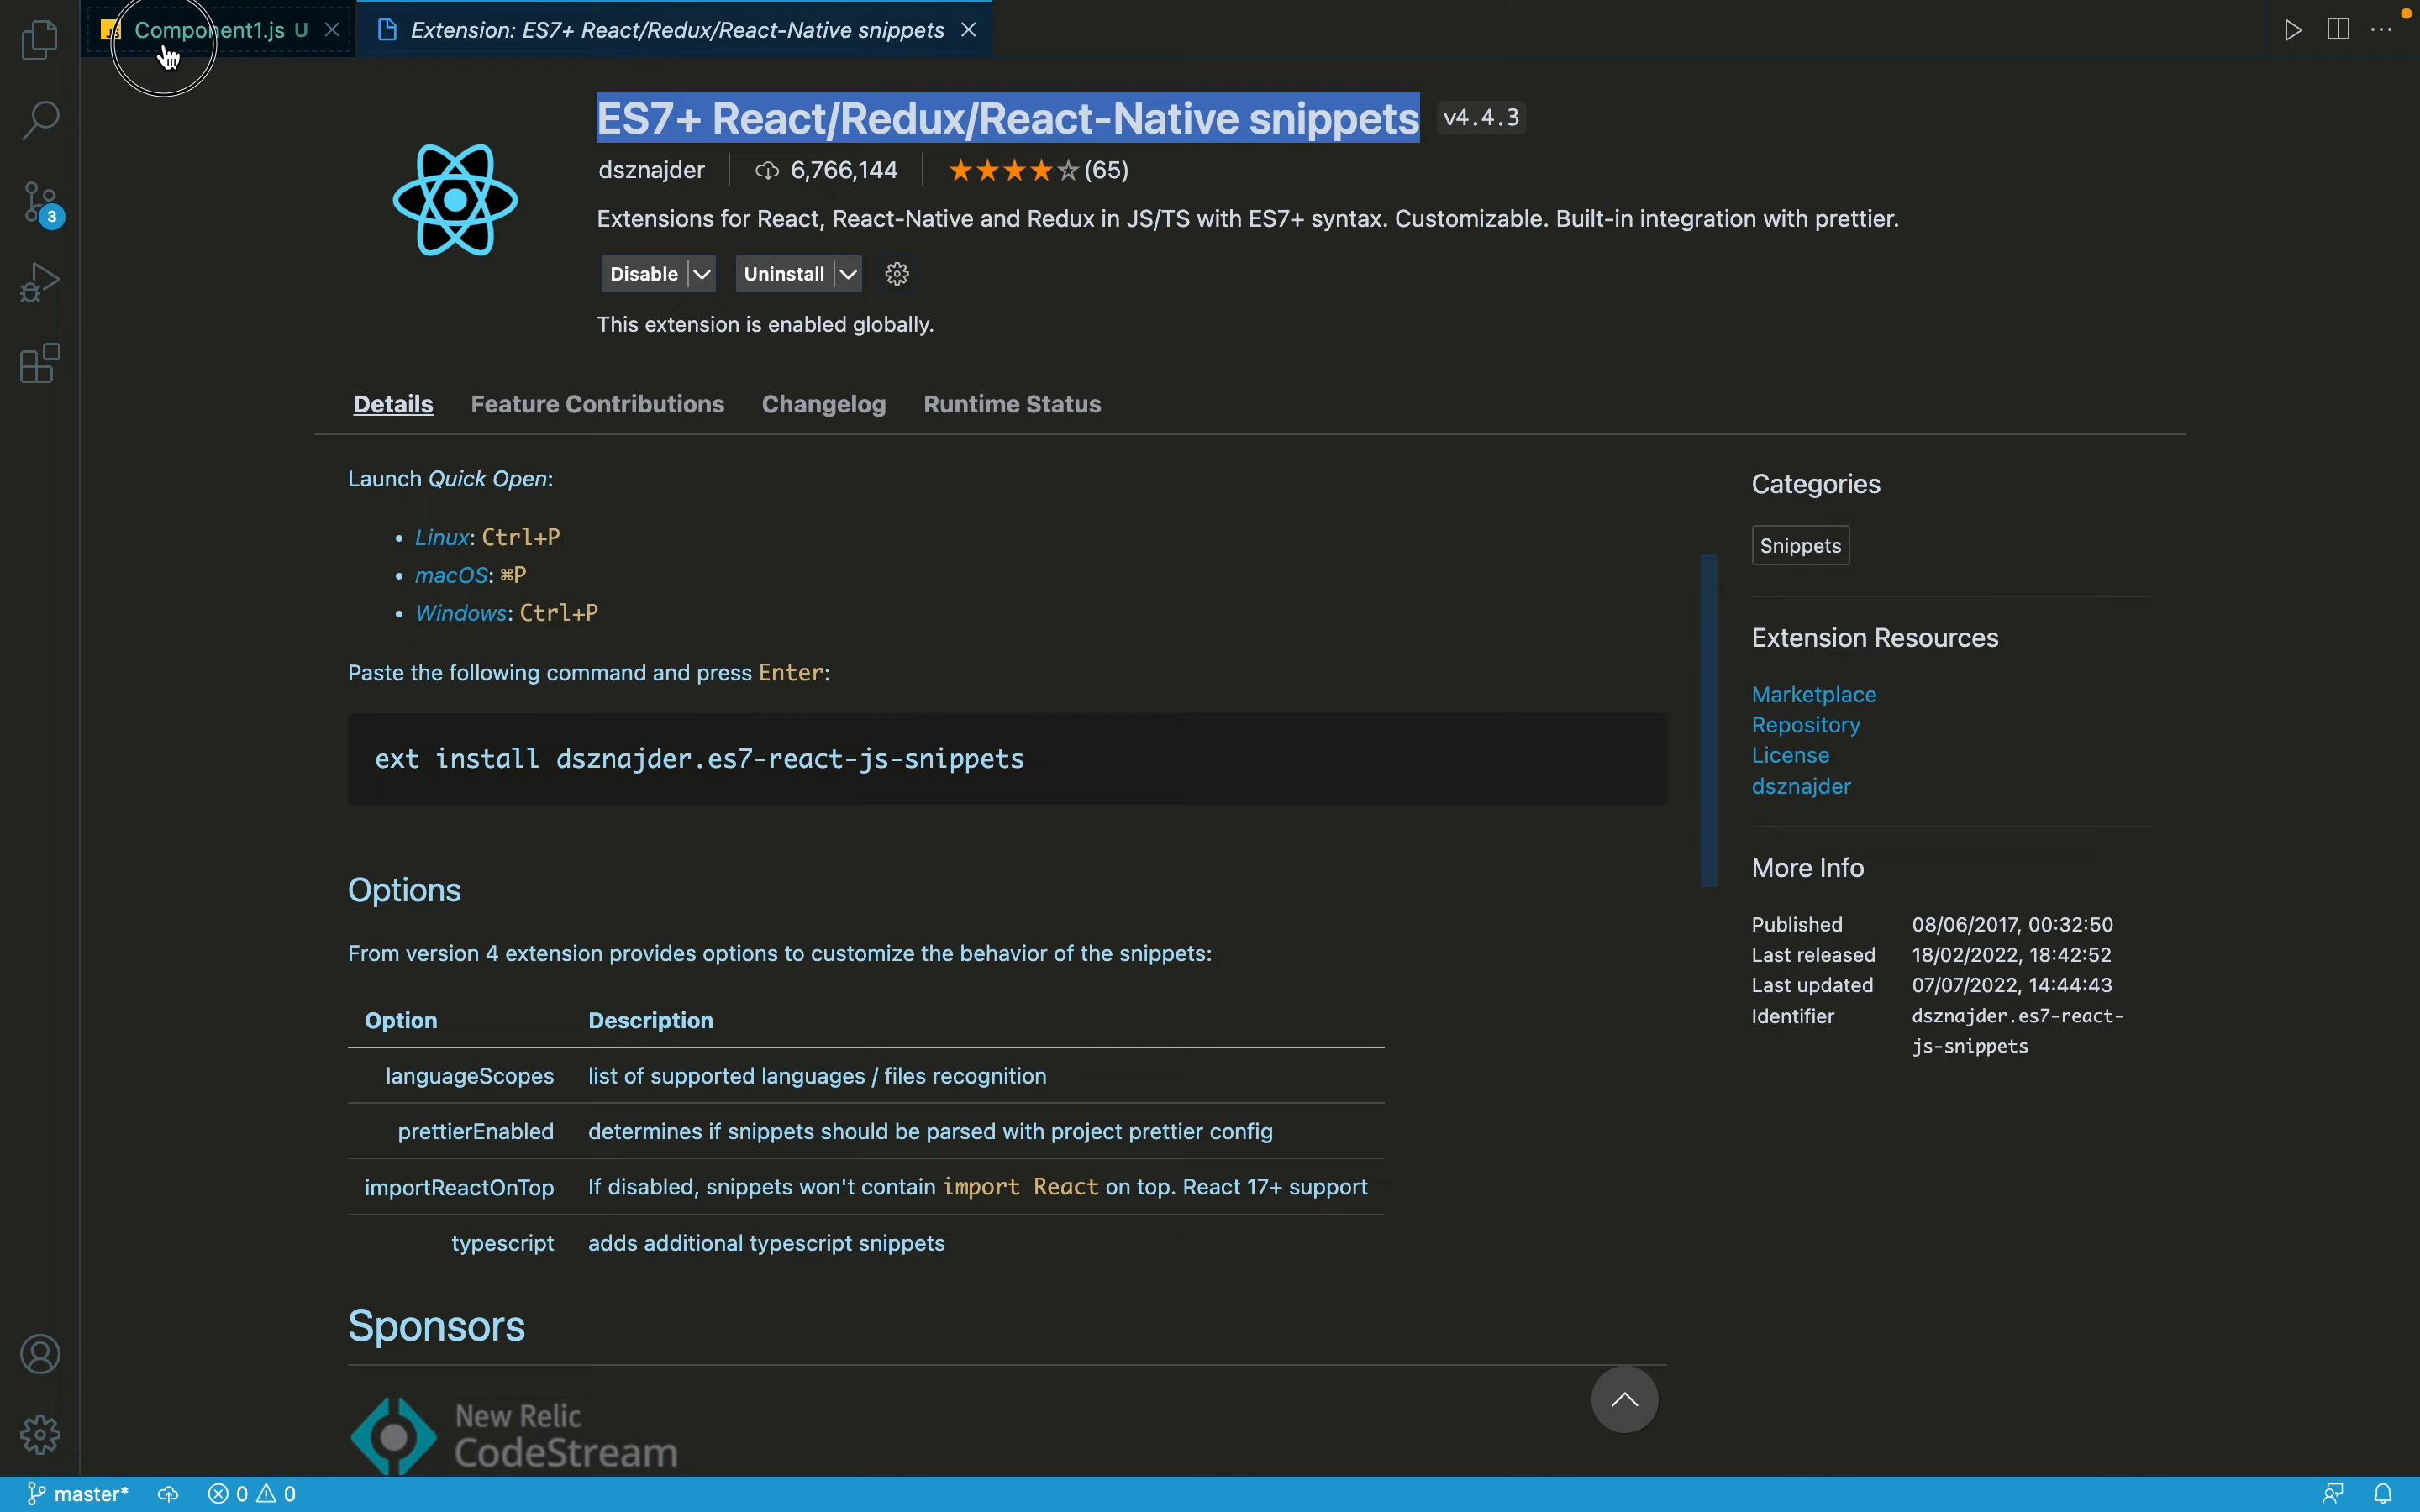 Component1.js U
Extension: ES7+ React/Redux/React-Native snippets
ES7+ React/Redux/React-Native snippets v4.4.3
dsznajder 6,766,144 (65)
Extensions for React, React-Native and Redux in JS/TS with ES7+ syntax. Customizable. Built-in integration with prettier.
Disable Uninstall
This extension is enabled globally.
3
Details Feature Contributions Changelog Runtime Status
Launch Quick Open:
• Linux: Ctrl+P
• macOS: ⌘P
• Windows: Ctrl+P
Paste the following command and press Enter:
ext install dsznajder.es7-react-js-snippets
Options
From version 4 extension provides options to customize the behavior of the snippets:
Option Description
languageScopes list of supported languages / files recognition
prettierEnabled determines if snippets should be parsed with project prettier config
importReactOnTop If disabled, snippets won't contain import React on top. React 17+ support
typescript adds additional typescript snippets
Sponsors
New Relic
CodeStream
Categories
Snippets
Extension Resources
Marketplace
Repository
License
dsznajder
More Info
Published 08/06/2017, 00:32:50
Last released 18/02/2022, 18:42:52
Last updated 07/07/2022, 14:44:43
Identifier dsznajder.es7-react-
js-snippets
master* 0 0